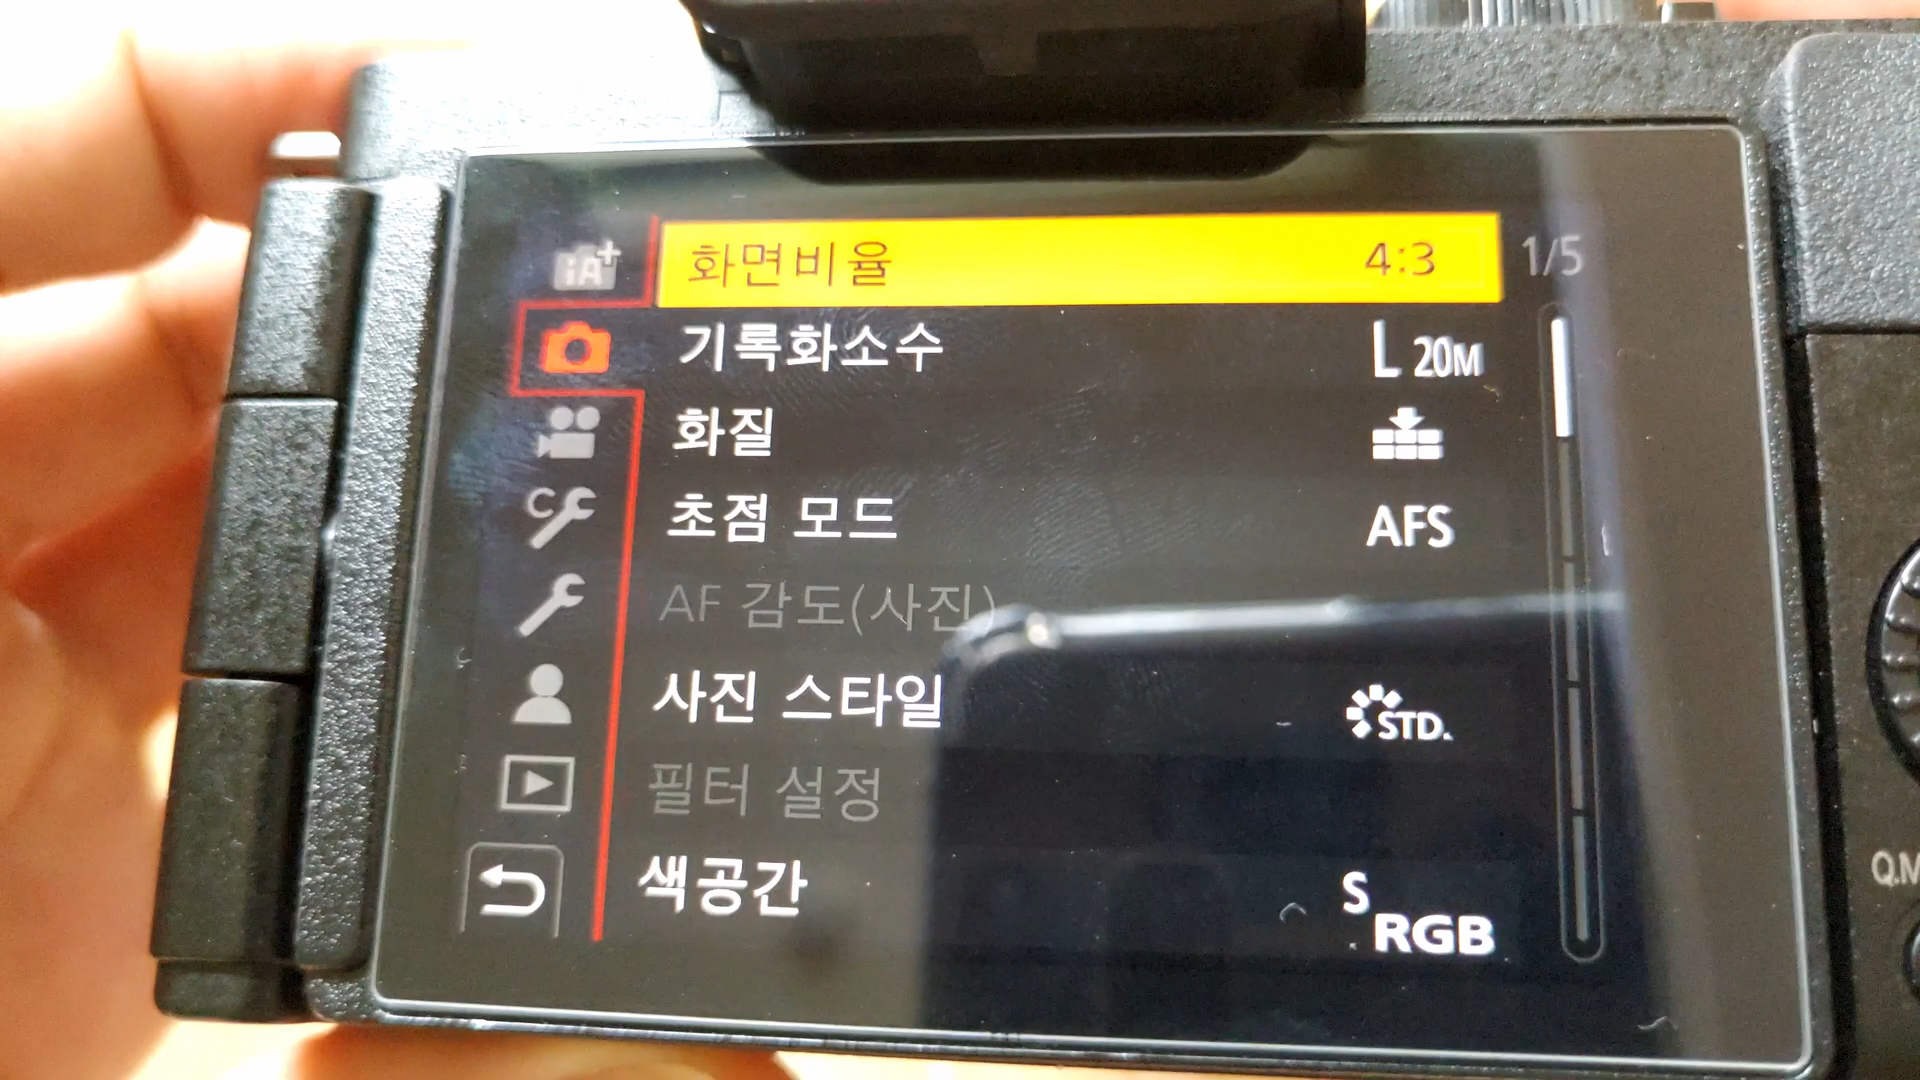 iA+
화면비율 4:3 1/5
기록화소수 L 20M
화질
초점 모드 AFS
C
AF 감도(사진)
사진 스타일 STD.
필터 설정
색공간 sRGB
Q.M